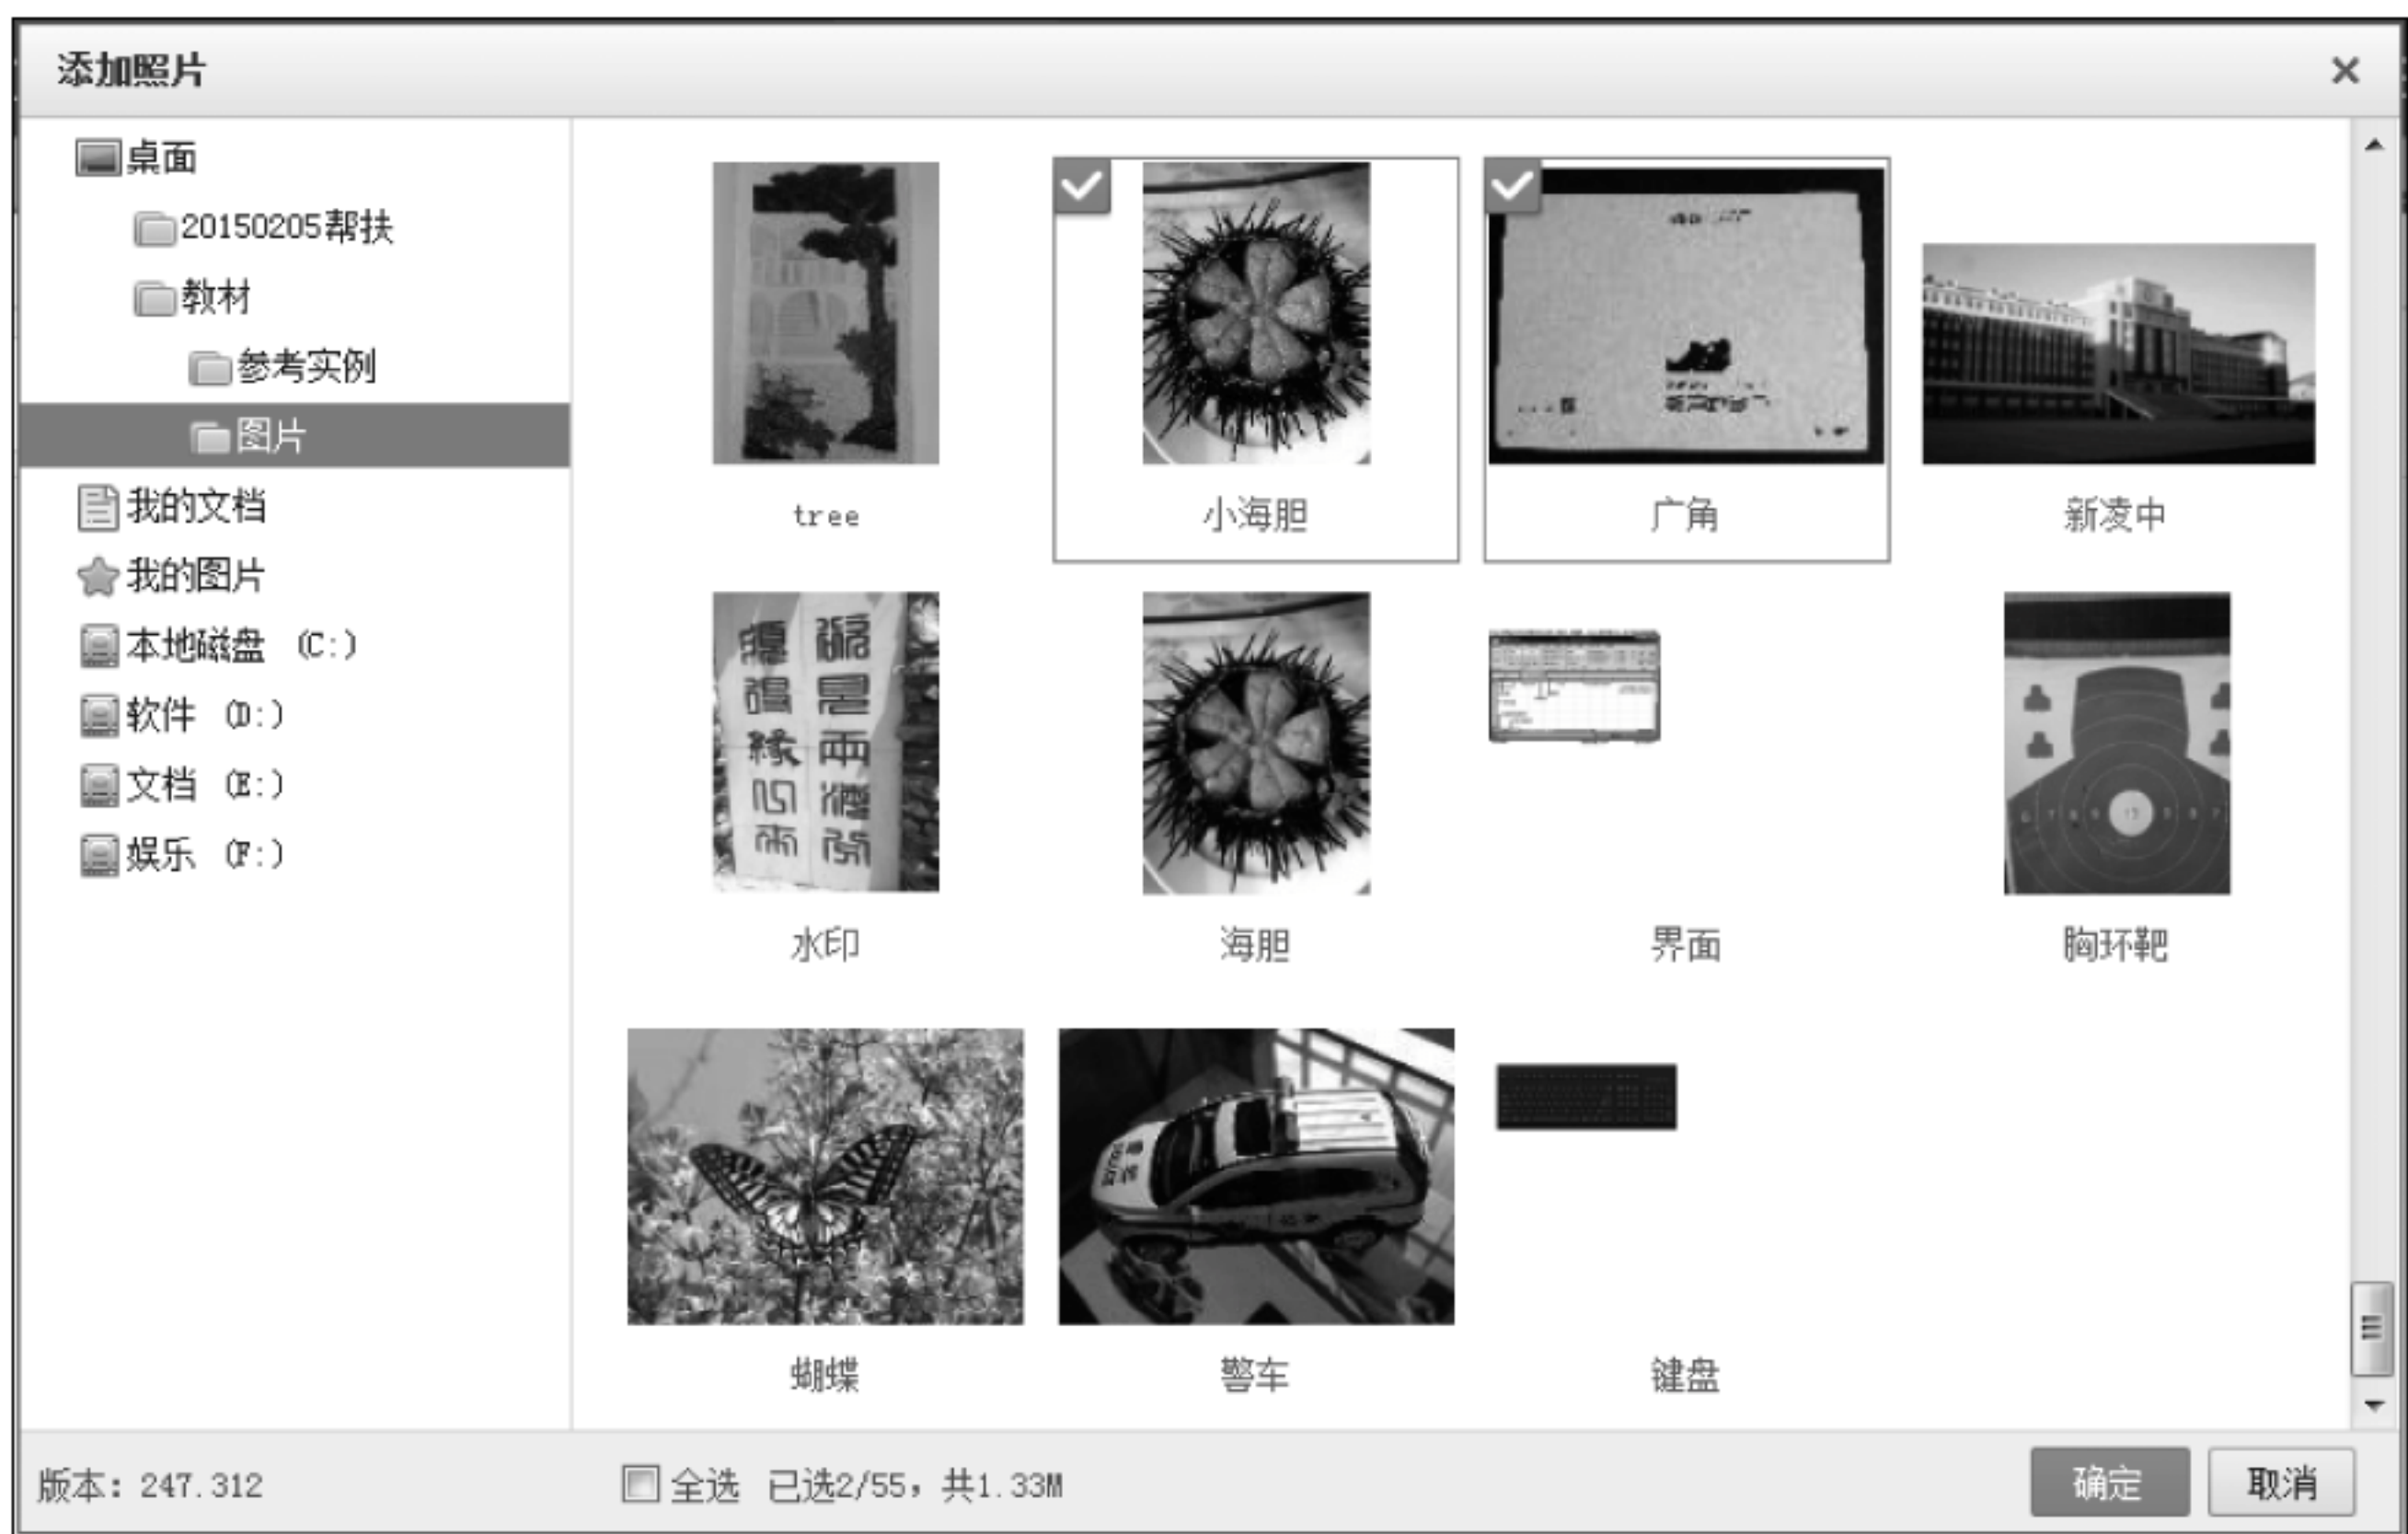 添加照片
桌面
20150205帮扶
教材
参考实例
图片
我的文档
我的图片
本地磁盘 (C:)
软件 (D:)
文档 (E:)
娱乐 (F:)
tree
小海胆
广角
新凌中
水印
海胆
界面
胸环靶
蝴蝶
警车
键盘
版本: 247.312
全选 已选2/55，共1.33M
确定
取消